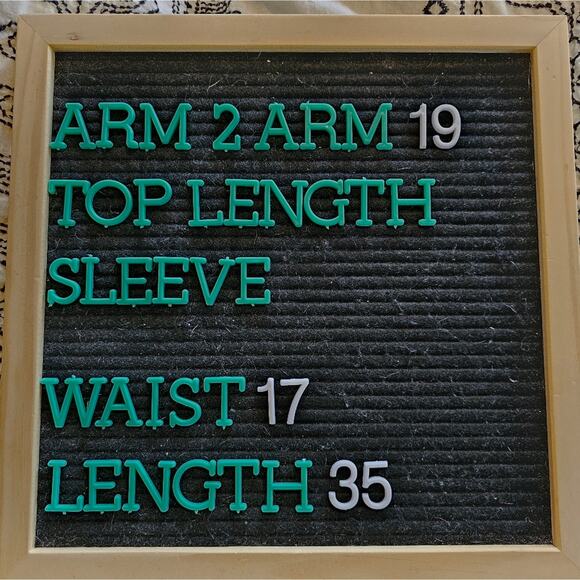 ARM 2 ARM 19
TOP LENGTH
SLEEVE
WAIST 17
LENGTH 35